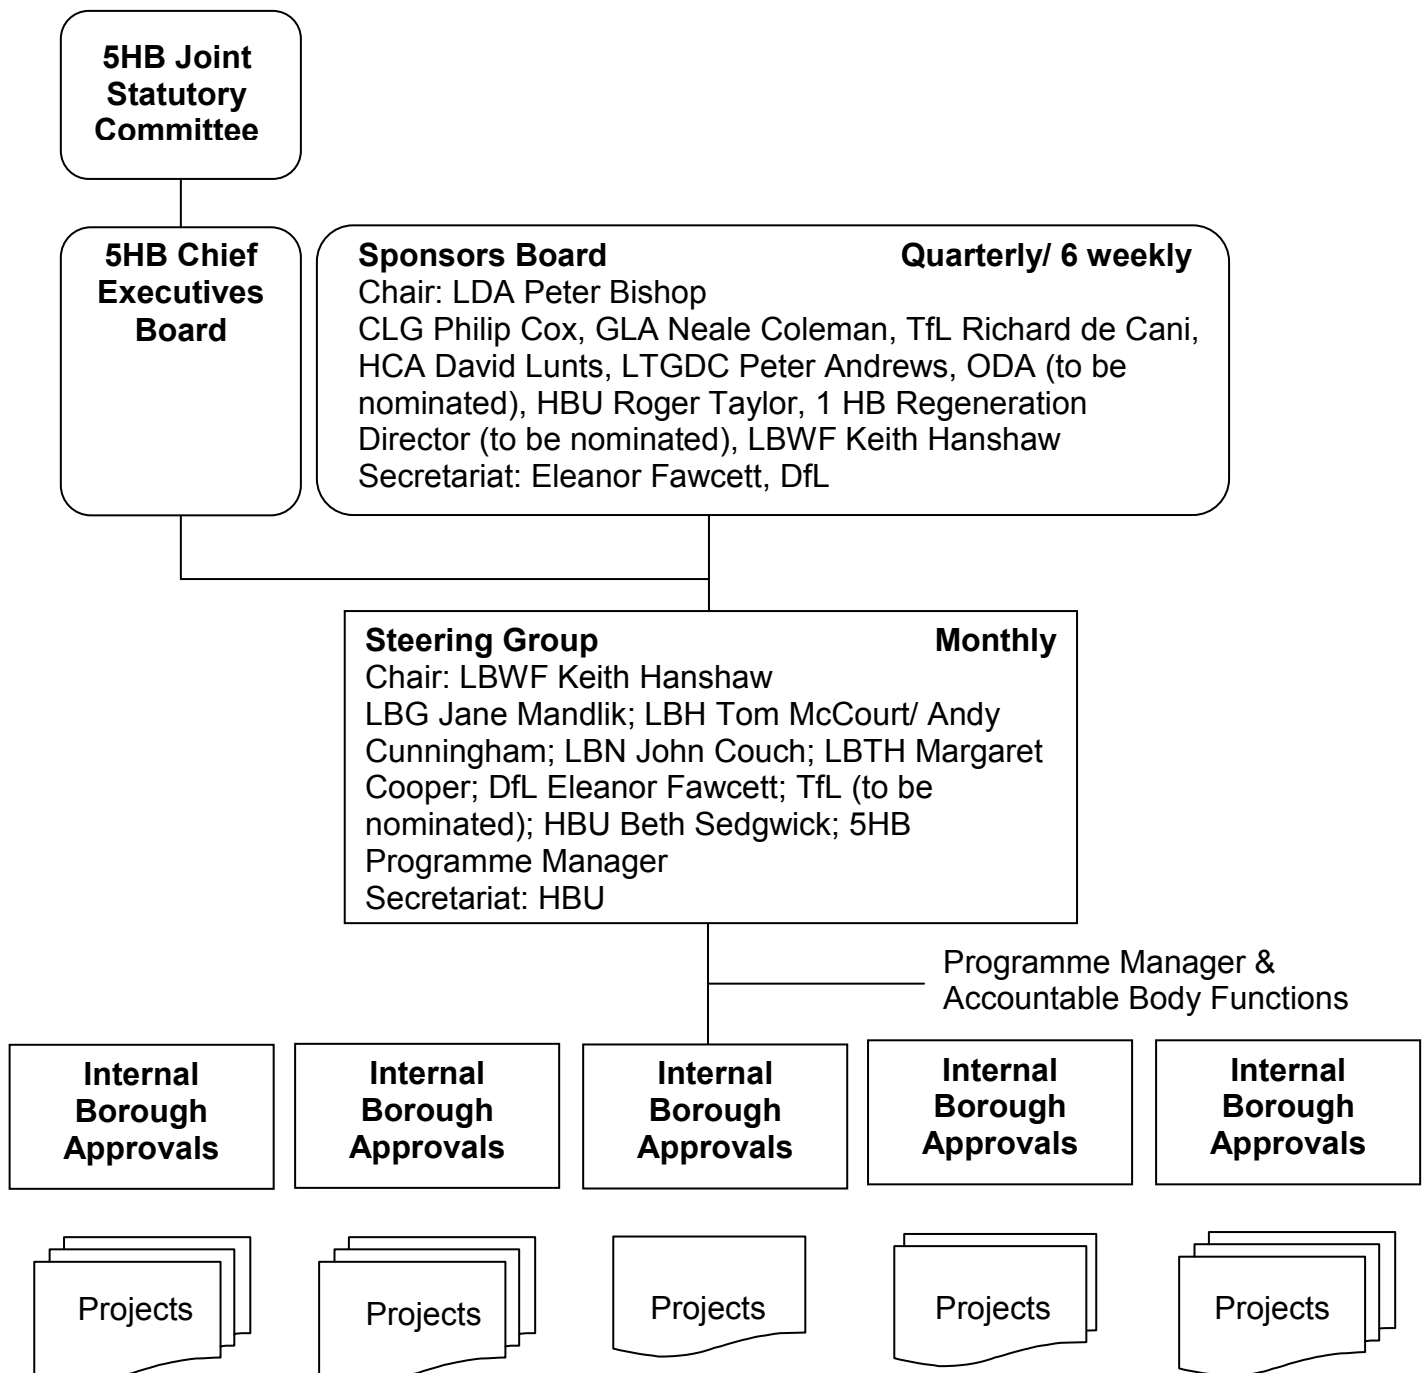 5HB Joint
Statutory
Committee
5HB Chief
Executives
Board
Sponsors Board Quarterly/ 6 weekly
Chair: LDA Peter Bishop
CLG Philip Cox, GLA Neale Coleman, TfL Richard de Cani,
HCA David Lunts, LTGDC Peter Andrews, ODA (to be
nominated), HBU Roger Taylor, 1 HB Regeneration
Director (to be nominated), LBWF Keith Hanshaw
Secretariat: Eleanor Fawcett, DfL
Steering Group Monthly
Chair: LBWF Keith Hanshaw
LBG Jane Mandlik; LBH Tom McCourt/ Andy
Cunningham; LBN John Couch; LBTH Margaret
Cooper; DfL Eleanor Fawcett; TfL (to be
nominated); HBU Beth Sedgwick; 5HB
Programme Manager
Secretariat: HBU
Programme Manager &
Accountable Body Functions
Internal
Borough
Approvals
Internal
Borough
Approvals
Internal
Borough
Approvals
Internal
Borough
Approvals
Internal
Borough
Approvals
Projects
Projects
Projects
Projects
Projects